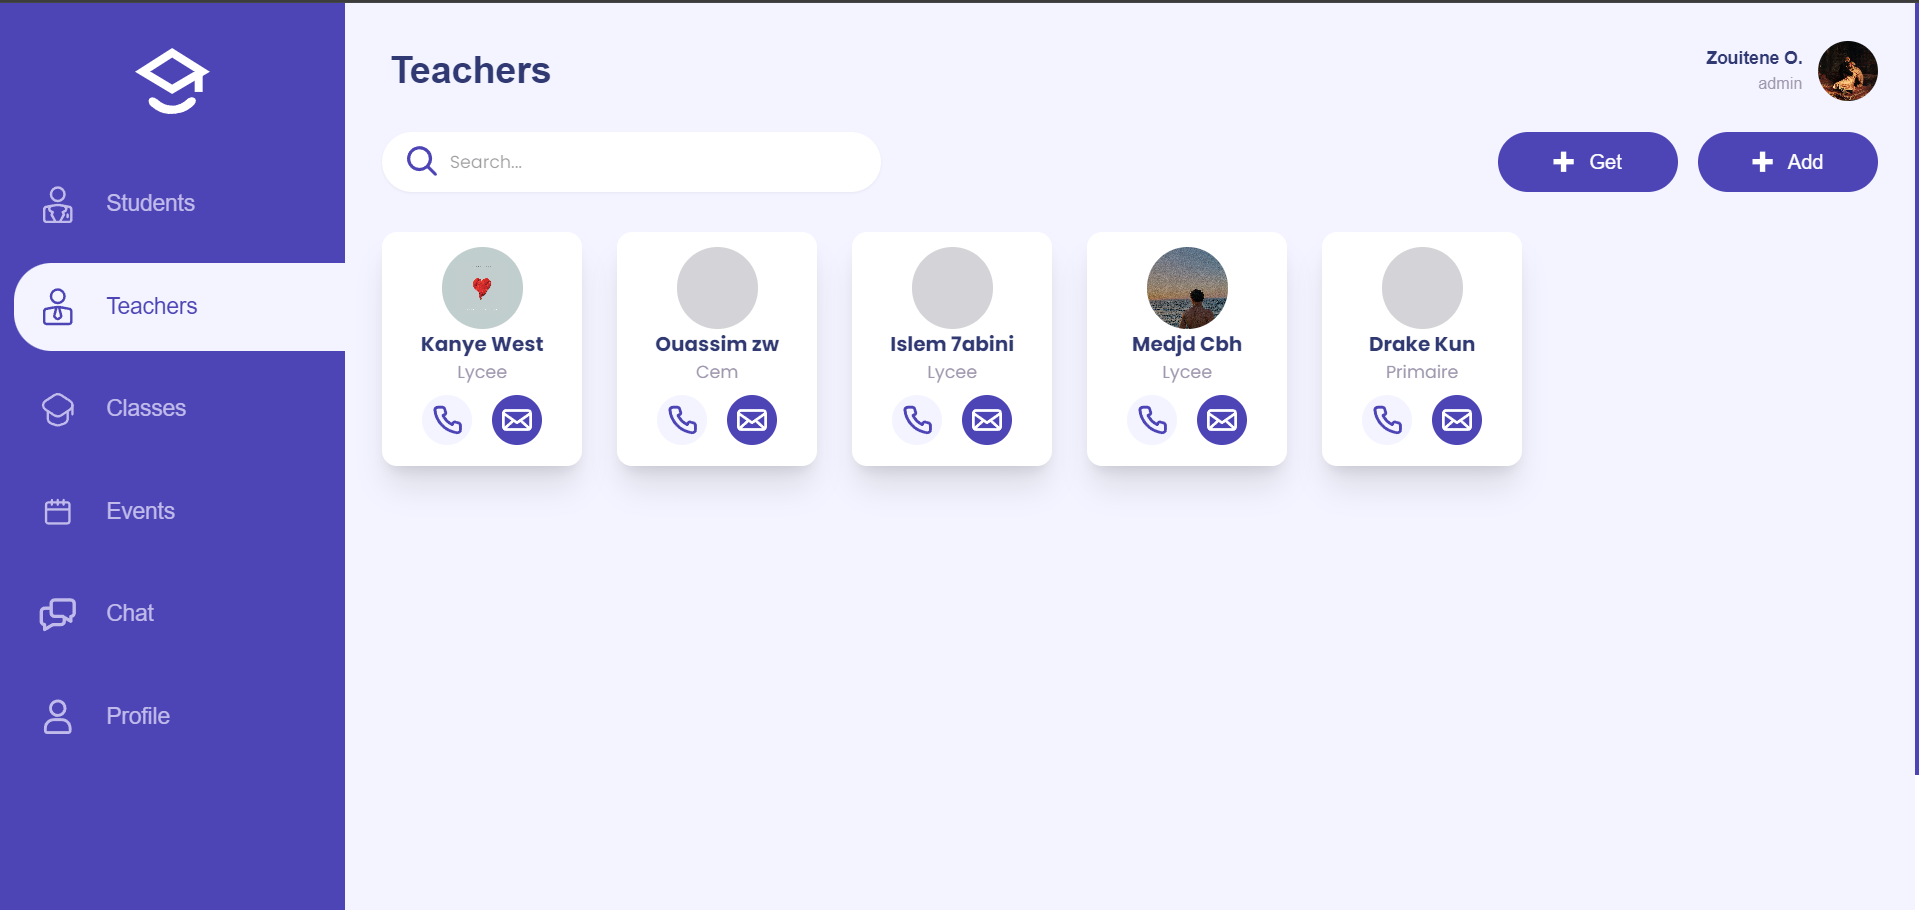 Teachers
Zouitene O.
admin
Search...
Get
Add
Students
Teachers
Classes
Events
Chat
Profile
Kanye West
Lycee
Ouassim zw
Cem
Islem 7abini
Lycee
Medjd Cbh
Lycee
Drake Kun
Primaire